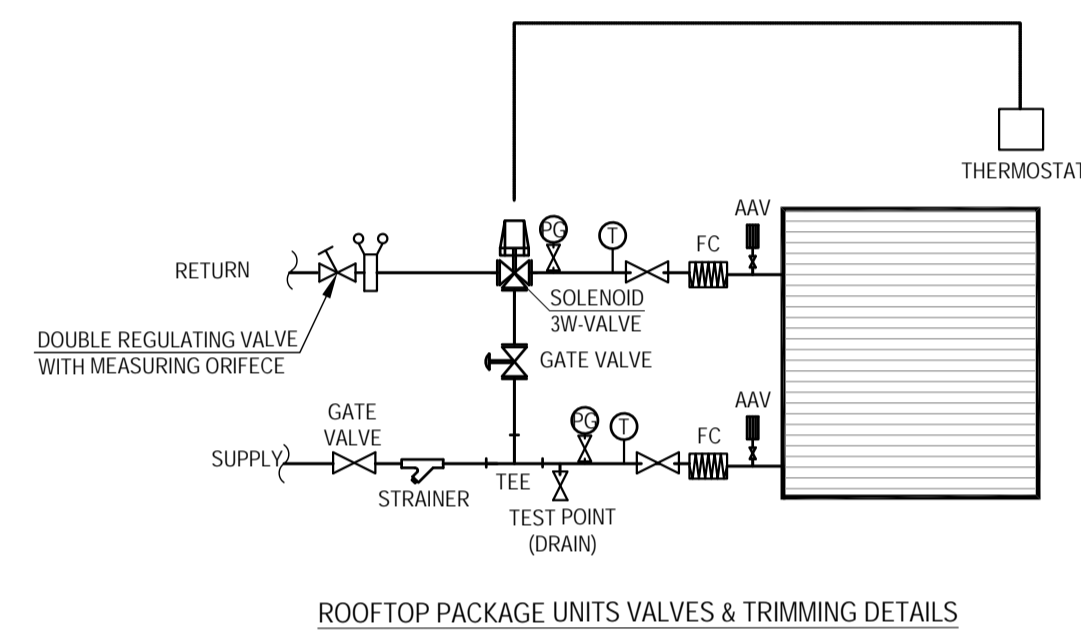 THERMOSTAT
AAV
PG
T
FC
RETURN
SOLENOID
3W-VALVE
DOUBLE REGULATING VALVE
WITH MEASURING ORIFECE
GATE VALVE
AAV
GATE
VALVE
PG
T
FC
SUPPLY
STRAINER
TEE
TEST POINT
(DRAIN)
ROOFTOP PACKAGE UNITS VALVES & TRIMMING DETAILS